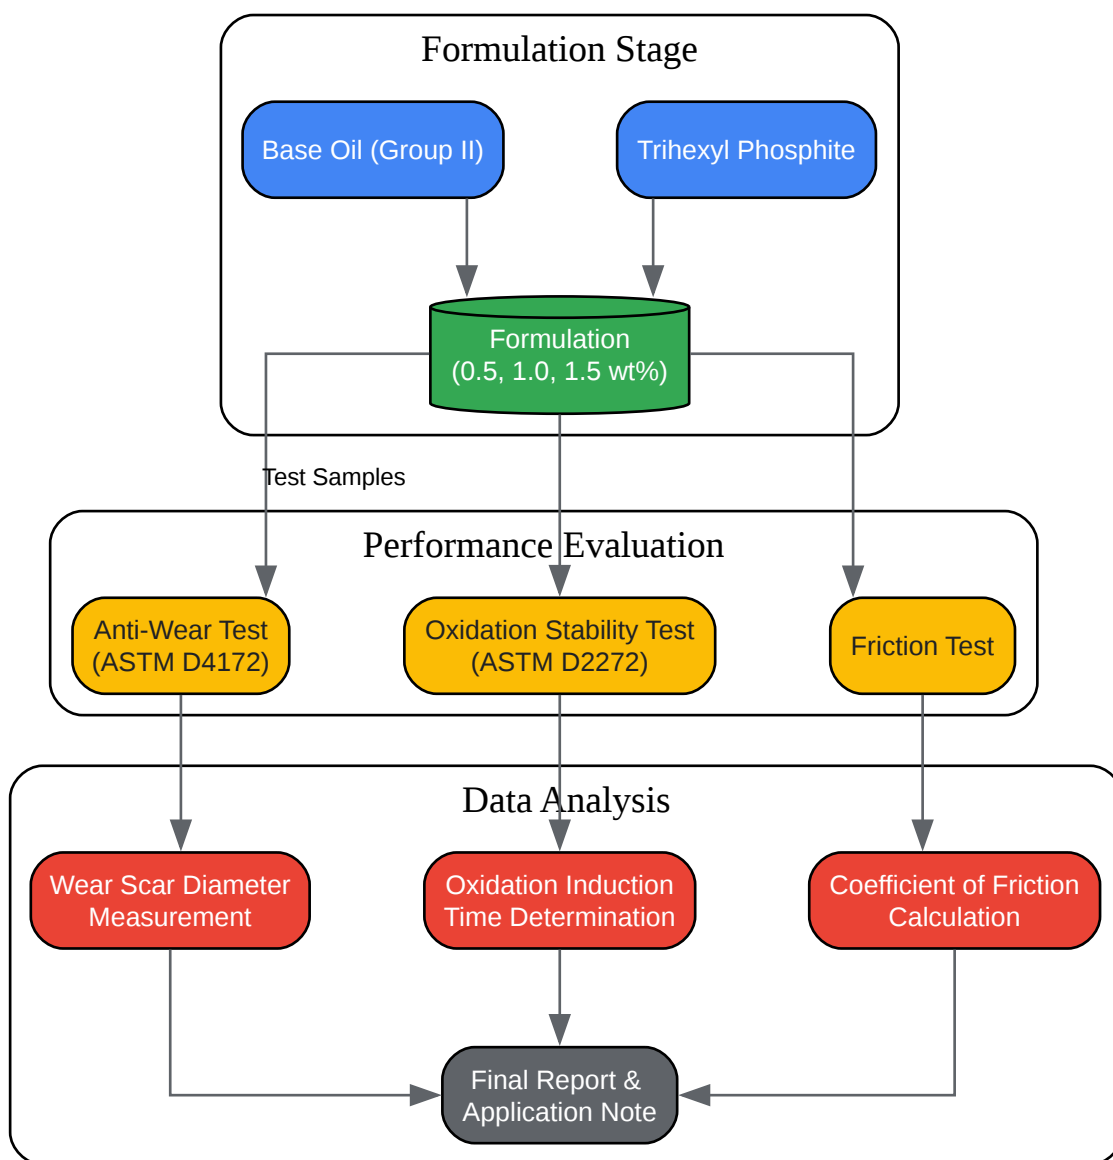 Formulation Stage
Base Oil (Group II)
Trihexyl Phosphite
Formulation
(0.5, 1.0, 1.5 wt%)
Test Samples
Performance Evaluation
Anti-Wear Test
(ASTM D4172)
Oxidation Stability Test
(ASTM D2272)
Friction Test
Data Analysis
Wear Scar Diameter
Measurement
Oxidation Induction
Time Determination
Coefficient of Friction
Calculation
Final Report &
Application Note